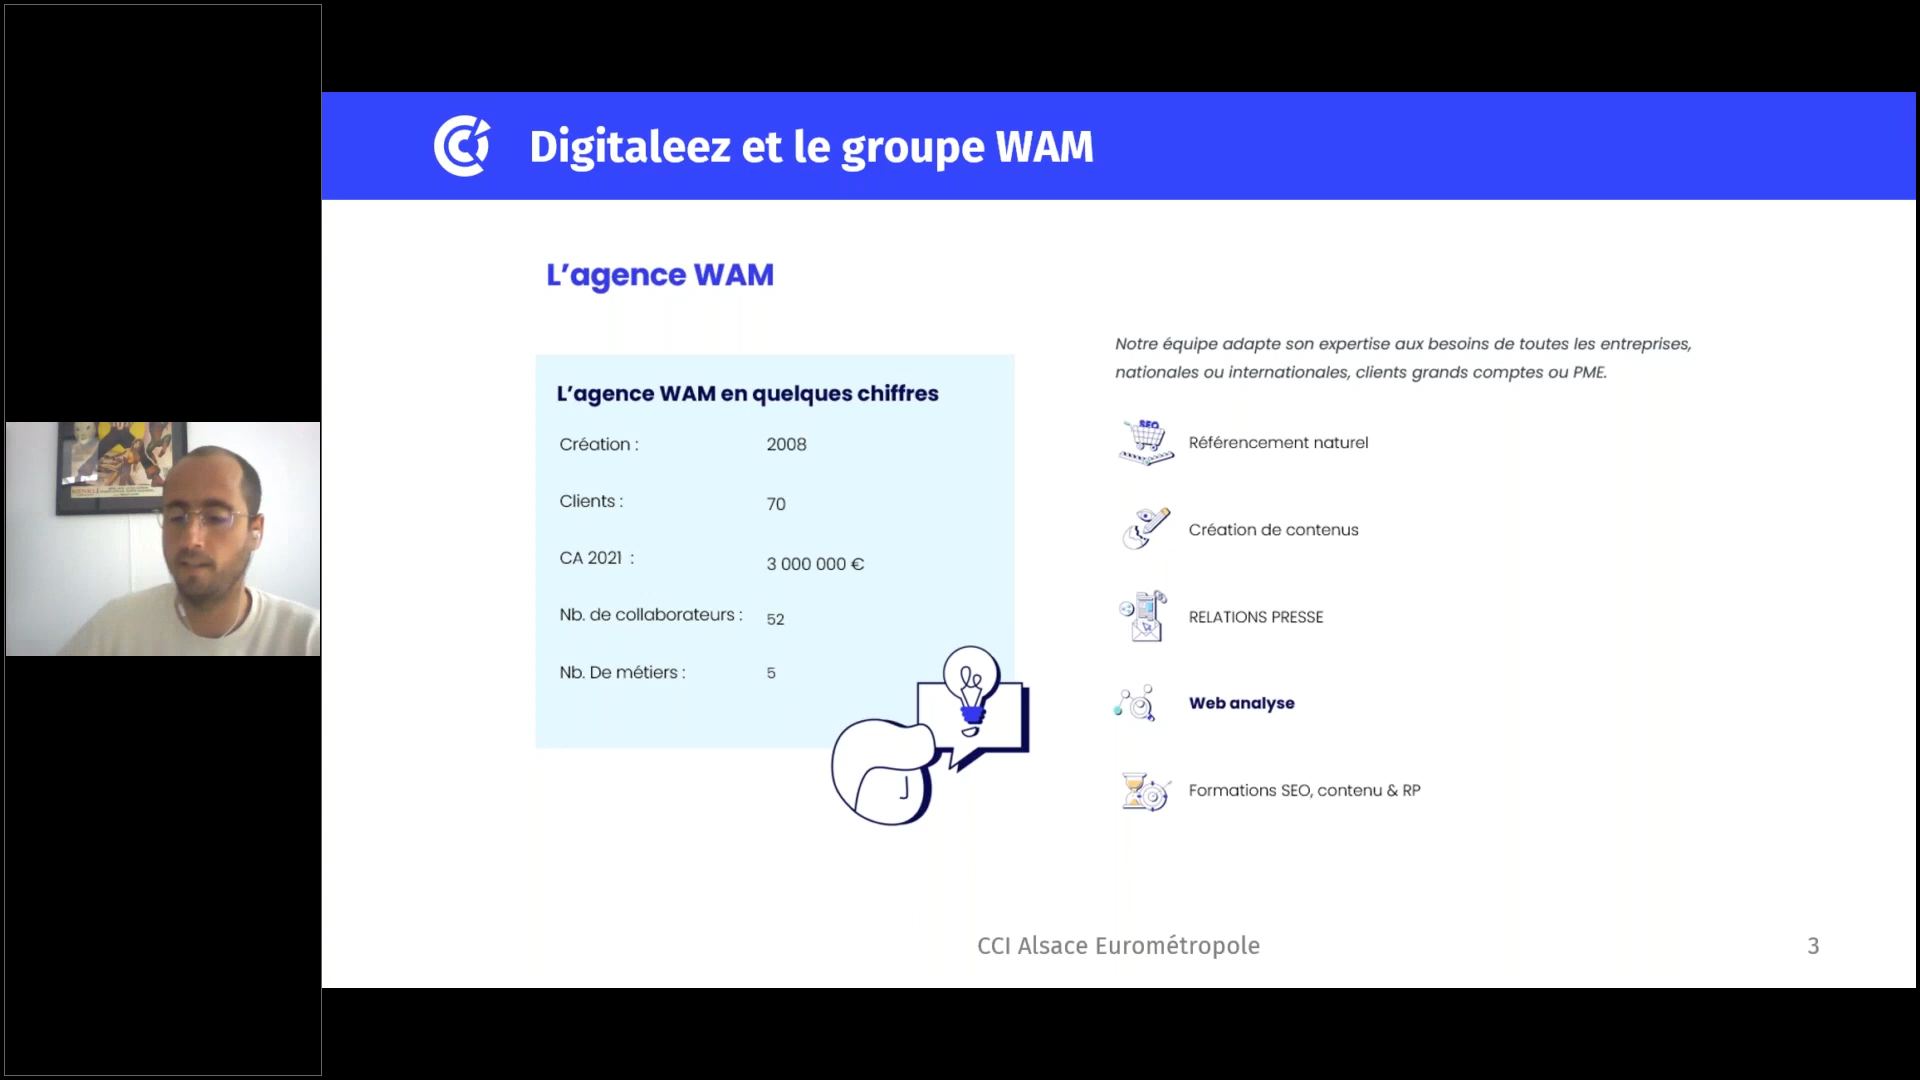 Digitaleez et le groupe WAM
L’agence WAM
L’agence WAM en quelques chiffres
Création : 2008
Clients : 70
CA 2021 : 3 000 000 €
Nb. de collaborateurs : 52
Nb. De métiers : 5
Notre équipe adapte son expertise aux besoins de toutes les entreprises,
nationales ou internationales, clients grands comptes ou PME.
SEO
Référencement naturel
Création de contenus
RELATIONS PRESSE
Web analyse
Formations SEO, contenu & RP
CCI Alsace Eurométropole
3